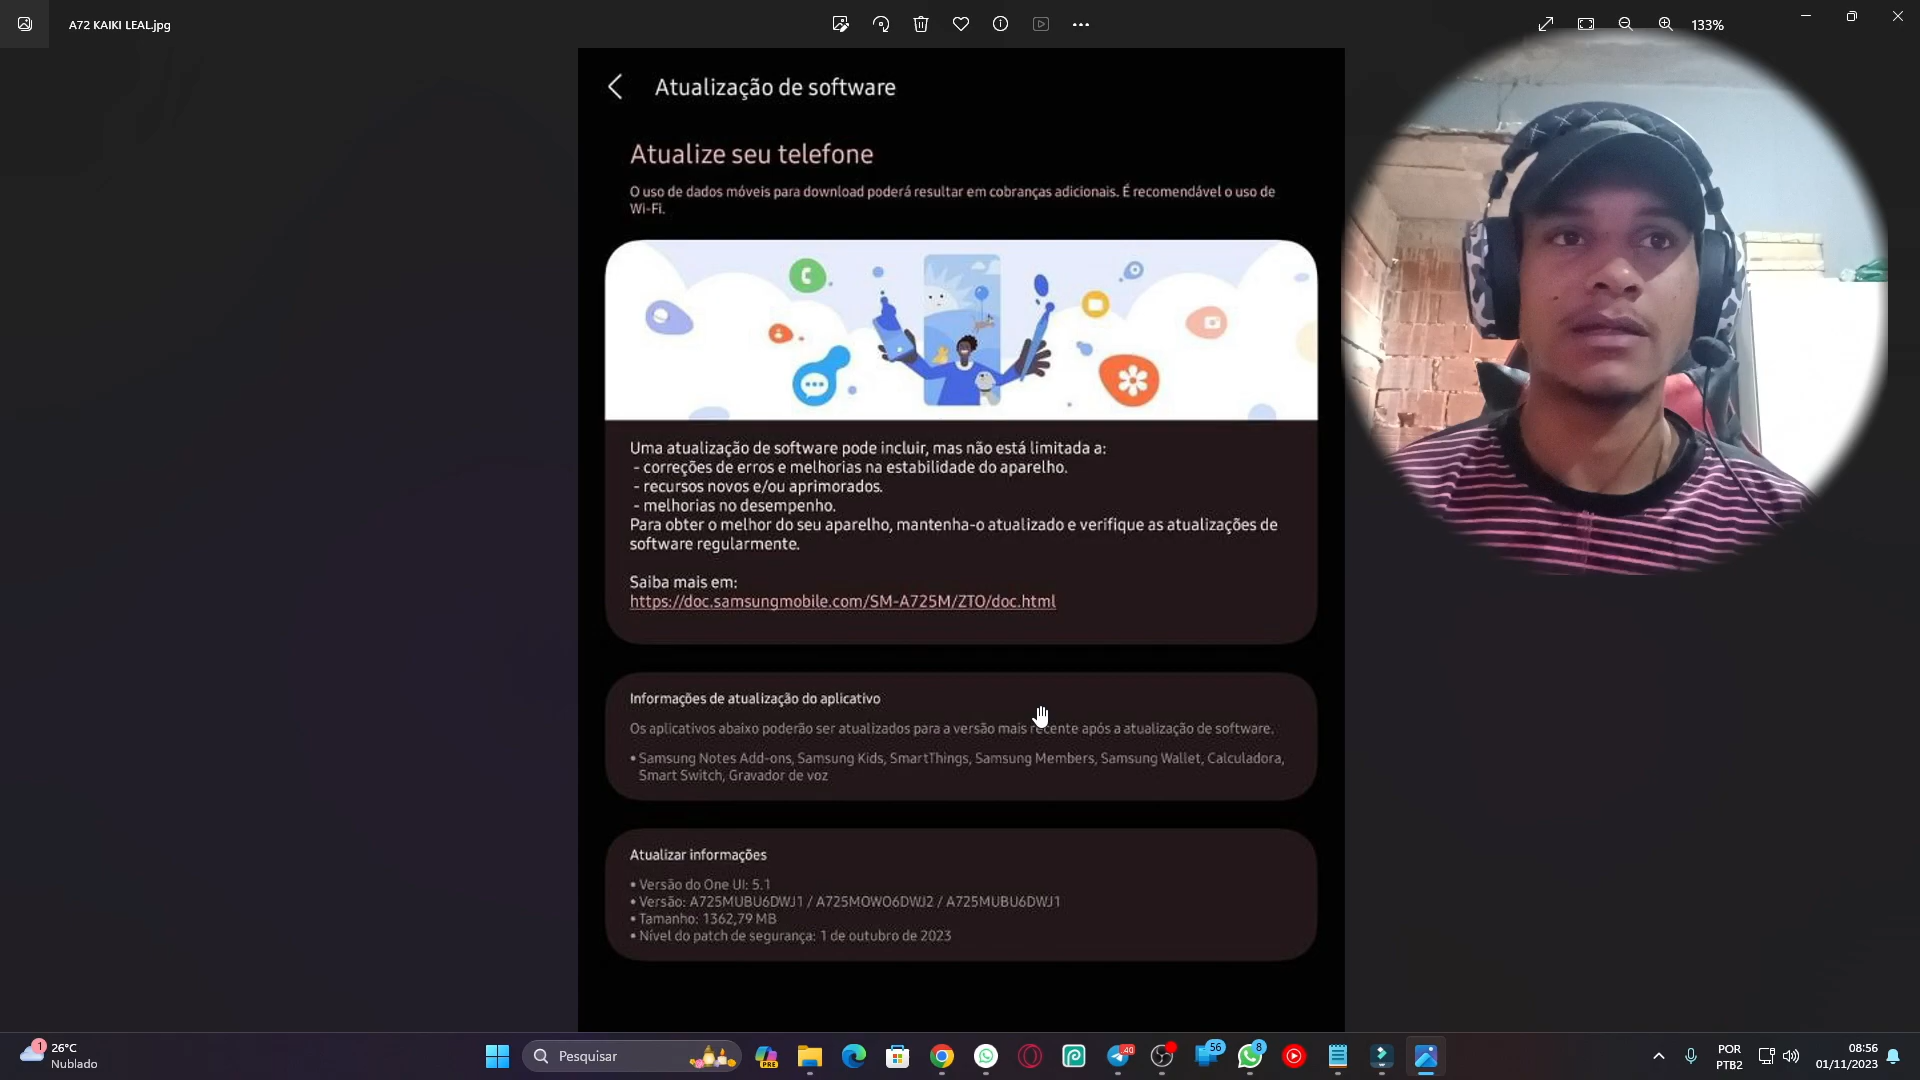 A72 KAIKI LEAL.jpg
133%
Atualização de software
Atualize seu telefone
O uso de dados móveis para download poderá resultar em cobranças adicionais. É recomendável o uso de
Wi-Fi.
Uma atualização de software pode incluir, mas não está limitada a:
- correções de erros e melhorias na estabilidade do aparelho.
- recursos novos e/ou aprimorados.
- melhorias no desempenho.
Para obter o melhor do seu aparelho, mantenha-o atualizado e verifique as atualizações de
software regularmente.
Saiba mais em:
https://doc.samsungmobile.com/SM-A725M/ZTO/doc.html
Informações de atualização do aplicativo
Os aplicativos abaixo poderão ser atualizados para a versão mais recente após a atualização de software.
• Samsung Notes Add-ons, Samsung Kids, SmartThings, Samsung Members, Samsung Wallet, Calculadora,
Smart Switch, Gravador de voz
Atualizar informações
• Versão do One UI: 5.1
• Versão: A725MUBU6DWJ1 / A725MOWO6DWJ2 / A725MUBU6DWJ1
• Tamanho: 1362,79 MB
• Nível do patch de segurança: 1 de outubro de 2023
1
26°C
Nublado
Pesquisar
PRE
40
56
8
POR
PTB2
08:56
01/11/2023